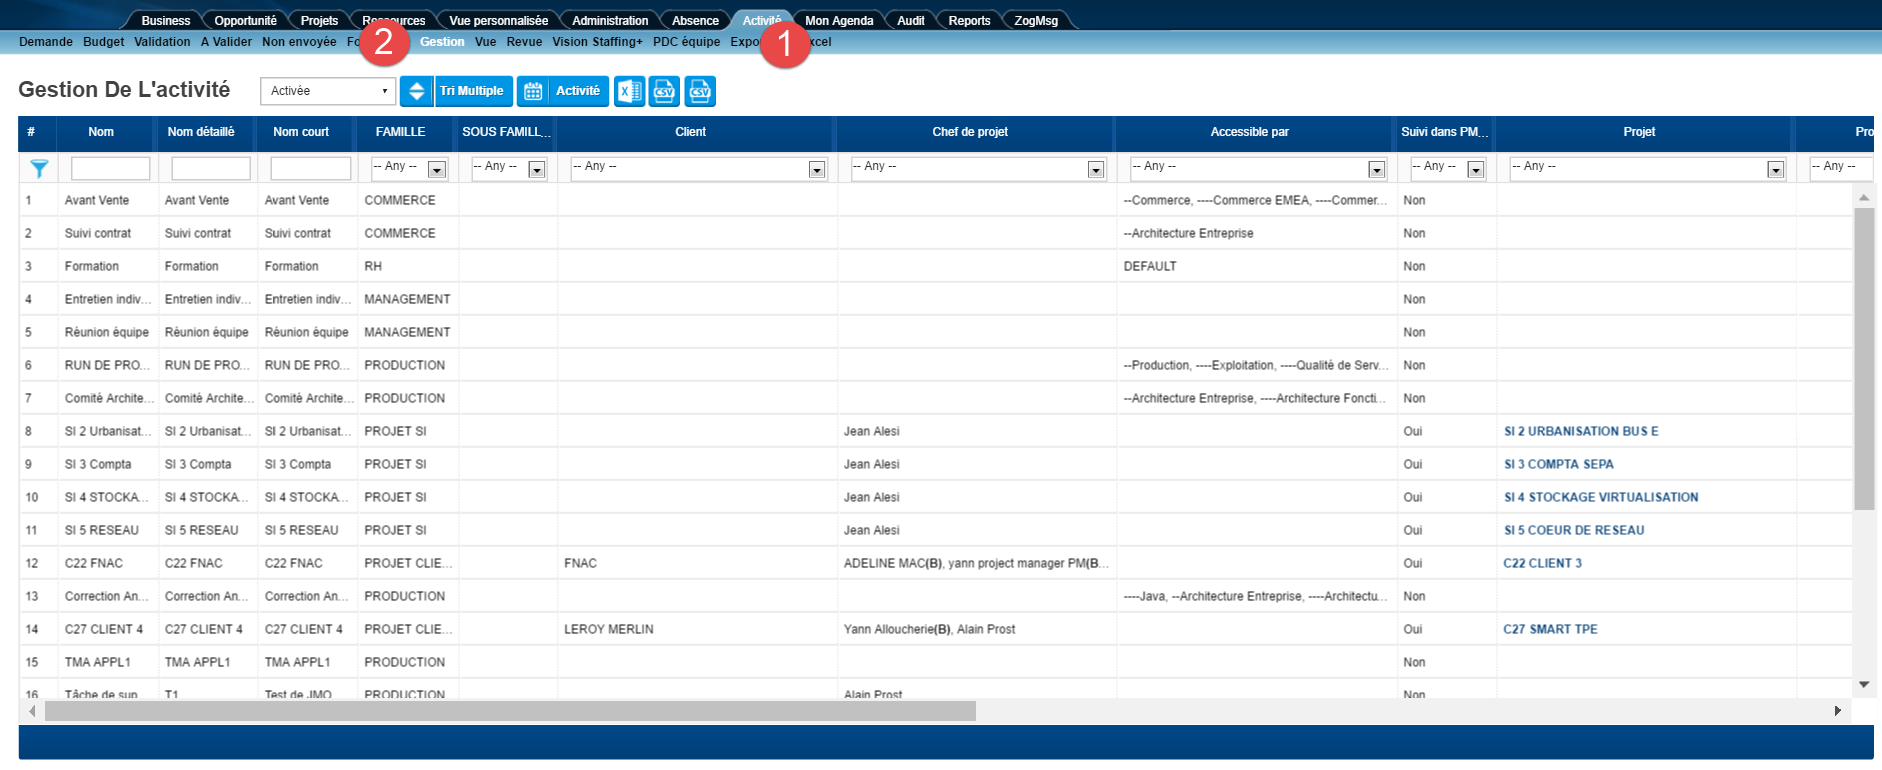 Business Opportunité Projets Ressources Vue personnalisée Administration Absence Activité Mon Agenda Audit Reports ZogMsg
Demande Budget Validation A Valider Non envoyée Gestion Vue Revue Vision Staffing+ PDC équipe
2
1
Gestion De L'activité Activée Tri Multiple Activité X CSV CSV
# Nom Nom détaillé Nom court FAMILLE SOUS FAMILL... Client Chef de projet Accessible par Suivi dans PM... Projet Pro
-- Any -- -- Any -- -- Any -- -- Any -- -- Any -- -- Any -- -- Any -- -- Any --
1 Avant Vente Avant Vente Avant Vente COMMERCE --Commerce, ----Commerce EMEA, ----Commer... Non
2 Suivi contrat Suivi contrat Suivi contrat COMMERCE --Architecture Entreprise Non
3 Formation Formation Formation RH DEFAULT Non
4 Entretien indiv... Entretien indiv... Entretien indiv... MANAGEMENT Non
5 Réunion équipe Réunion équipe Réunion équipe MANAGEMENT Non
6 RUN DE PRO... RUN DE PRO... RUN DE PRO... PRODUCTION --Production, ----Exploitation, ----Qualité de Serv... Non
7 Comité Archite... Comité Archite... Comité Archite... PRODUCTION --Architecture Entreprise, ----Architecture Foncti... Non
8 SI 2 Urbanisat... SI 2 Urbanisat... SI 2 Urbanisat... PROJET SI Jean Alesi Oui SI 2 URBANISATION BUS E
9 SI 3 Compta SI 3 Compta SI 3 Compta PROJET SI Jean Alesi Oui SI 3 COMPTA SEPA
10 SI 4 STOCKA... SI 4 STOCKA... SI 4 STOCKA... PROJET SI Jean Alesi Oui SI 4 STOCKAGE VIRTUALISATION
11 SI 5 RESEAU SI 5 RESEAU SI 5 RESEAU PROJET SI Jean Alesi Oui SI 5 COEUR DE RESEAU
12 C22 FNAC C22 FNAC C22 FNAC PROJET CLIE... FNAC ADELINE MAC(B), yann project manager PM(B... Oui C22 CLIENT 3
13 Correction An... Correction An... Correction An... PRODUCTION ----Java, --Architecture Entreprise, ----Architectu... Non
14 C27 CLIENT 4 C27 CLIENT 4 C27 CLIENT 4 PROJET CLIE... LEROY MERLIN Yann Alloucherie(B), Alain Prost Oui C27 SMART TPE
15 TMA APPL1 TMA APPL1 TMA APPL1 PRODUCTION Non
16 Tâche de sup T1 Test de JMO PRODUCTION Alain Prost Non